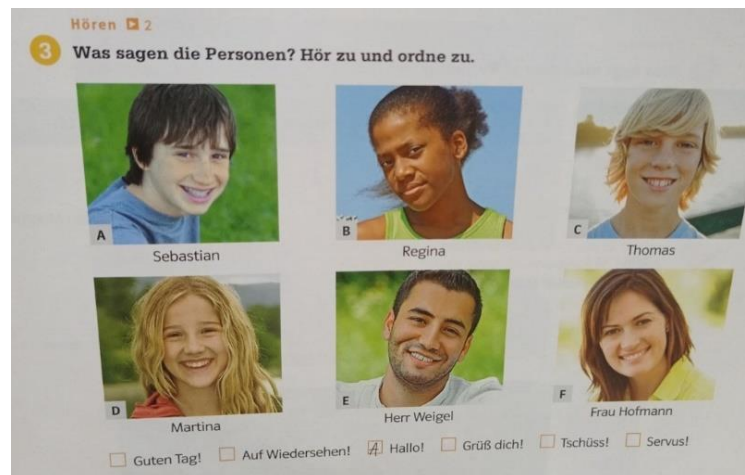 Hören 2
3 Was sagen die Personen? Hör zu und ordne zu.
A
Sebastian
B
Regina
C
Thomas
D
Martina
E
Herr Weigel
F
Frau Hofmann
Guten Tag! Auf Wiedersehen! A Hallo! Grüß dich! Tschüss! Servus!